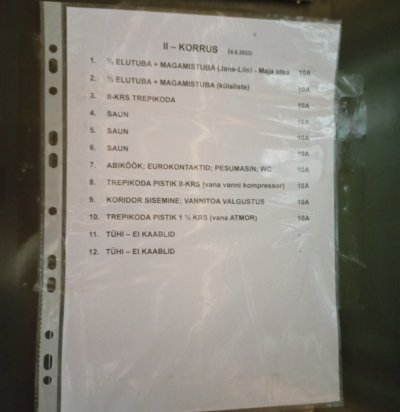 II – KORRUS (4.8.2022)
1. ½ ELUTUBA + MAGAMISTUBA (Jane-Liin) - Maja otsa 10A
2. ½ ELUTUBA + MAGAMISTUBA (külaliste) 10A
3. II-KRS TREPIKODA 10A
4. SAUN 10A
5. SAUN 10A
6. SAUN 10A
7. ABIKÖÖK; EUROKONTAKTID; PESUMASIN; WC 10A
8. TREPIKODA PISTIK II-KRS (vana vanni kompressor) 10A
9. KORIDOR SISEMINE; VANNITOA VALGUSTUS 10A
10. TREPIKODA PISTIK 1 ½ KRS (vana ATMOR) 10A
11. TÜHI – EI KAABLID -
12. TÜHI – EI KAABLID -